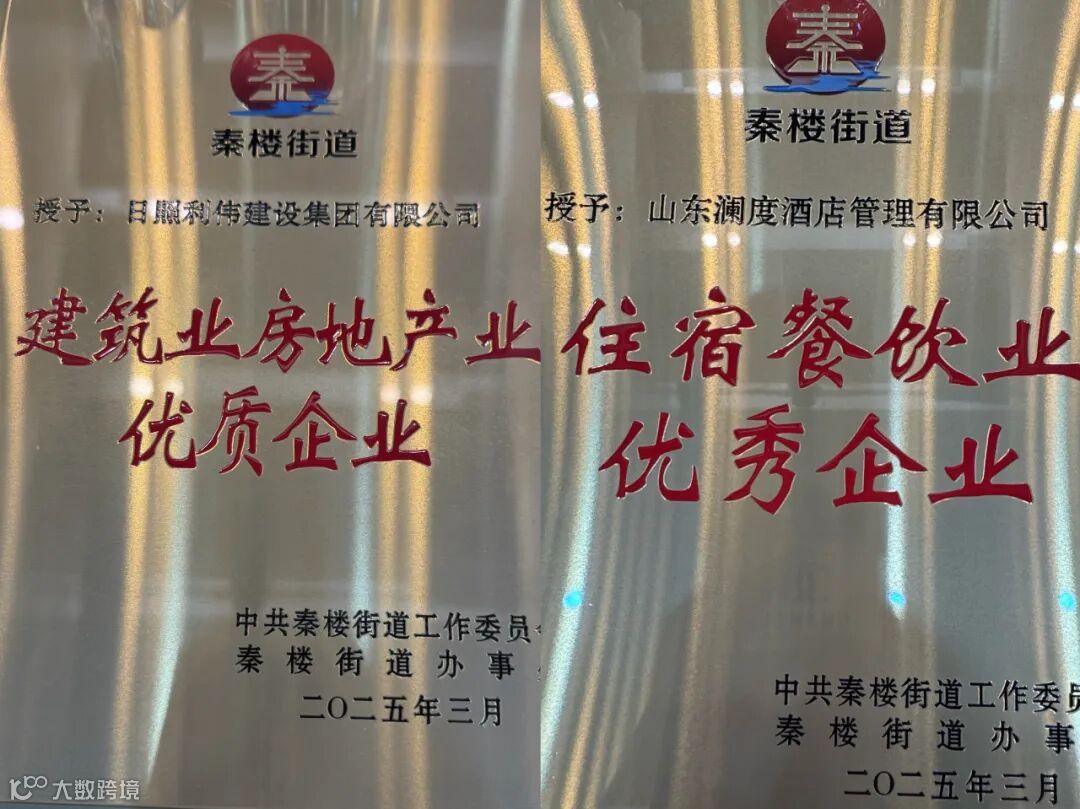 秦
秦楼街道
授予：日照利伟建设集团有限公司
建筑业房地产业
优质企业
中共秦楼街道工作委员
秦楼街道办事
二〇二五年三月
秦
秦楼街道
授予：山东澜度酒店管理有限公司
住宿餐饮业
优秀企业
中共秦楼街道工作委员
秦楼街道办事
二〇二五年三月
大数跨境